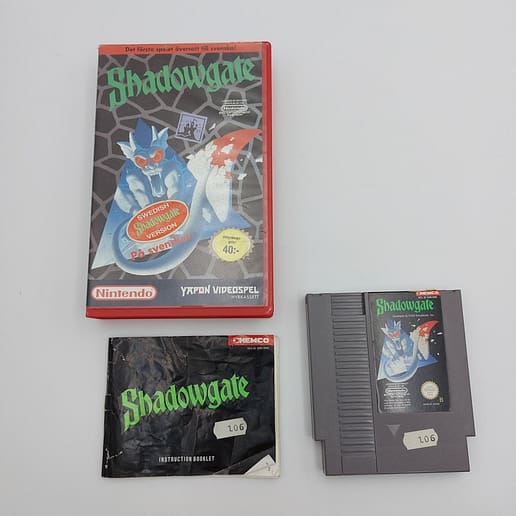 Det första spelet översatt till svenska!
Shadowgate
SWEDISH
Shadowgate
VERSION
På svenska!
40:-
Nintendo
YAPON VIDEOSPEL
HYRKASSETT
KEMCO
Shadowgate
106
INSTRUCTION BOOKLET
KEMCO
Shadowgate
106